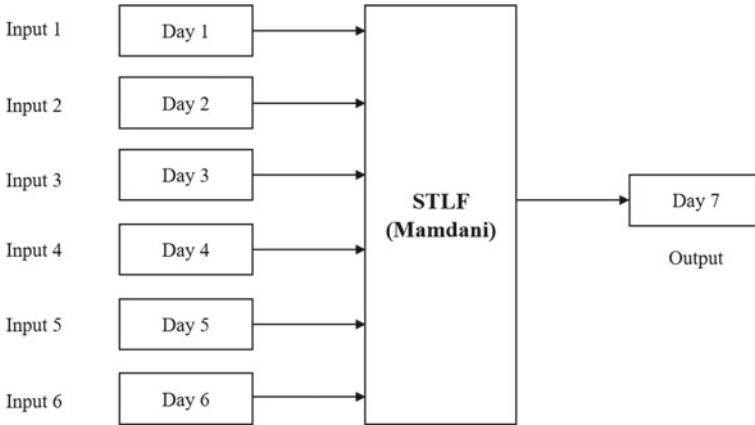 Input 1
Day 1
Input 2
Day 2
Input 3
Day 3
Input 4
Day 4
Input 5
Day 5
Input 6
Day 6
STLF
(Mamdani)
Day 7
Output